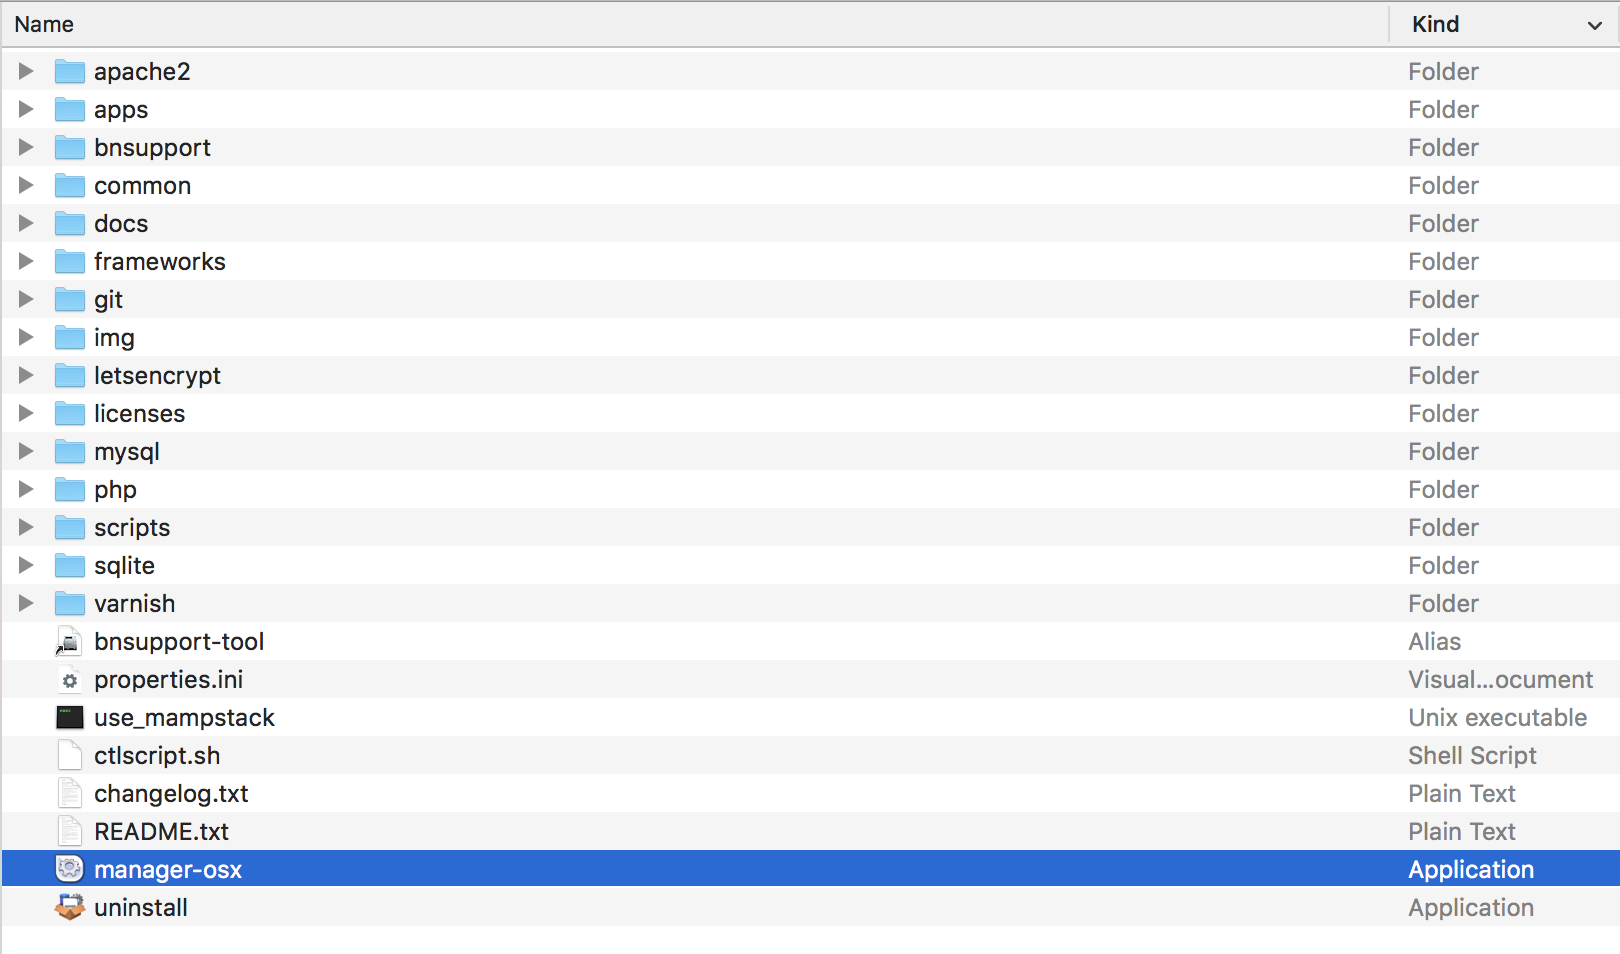 Name Kind
apache2 Folder
apps Folder
bnsupport Folder
common Folder
docs Folder
frameworks Folder
git Folder
img Folder
letsencrypt Folder
licenses Folder
mysql Folder
php Folder
scripts Folder
sqlite Folder
varnish Folder
bnsupport-tool Alias
properties.ini Visual...ocument
use_mampstack Unix executable
ctlscript.sh Shell Script
changelog.txt Plain Text
README.txt Plain Text
manager-osx Application
uninstall Application